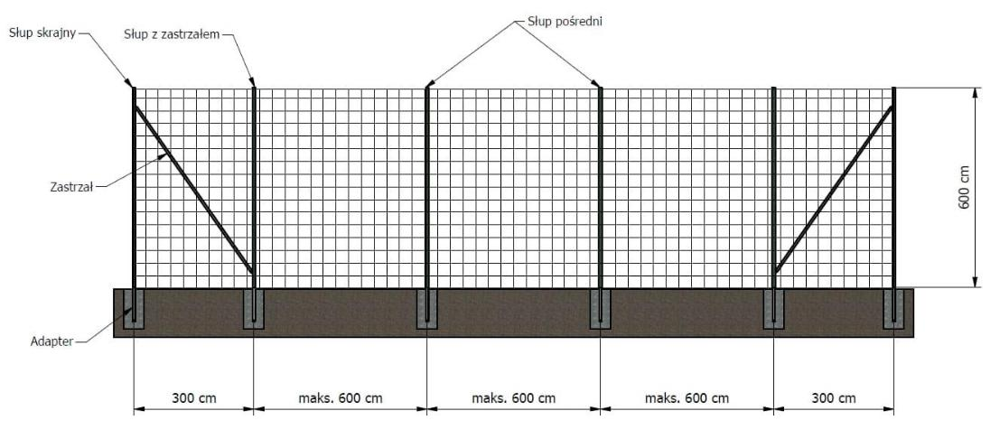 Słup pośredni
Słup skrajny
Słup z zastrzałem
Zastrzał
600 cm
Adapter
300 cm
maks. 600 cm
maks. 600 cm
maks. 600 cm
300 cm